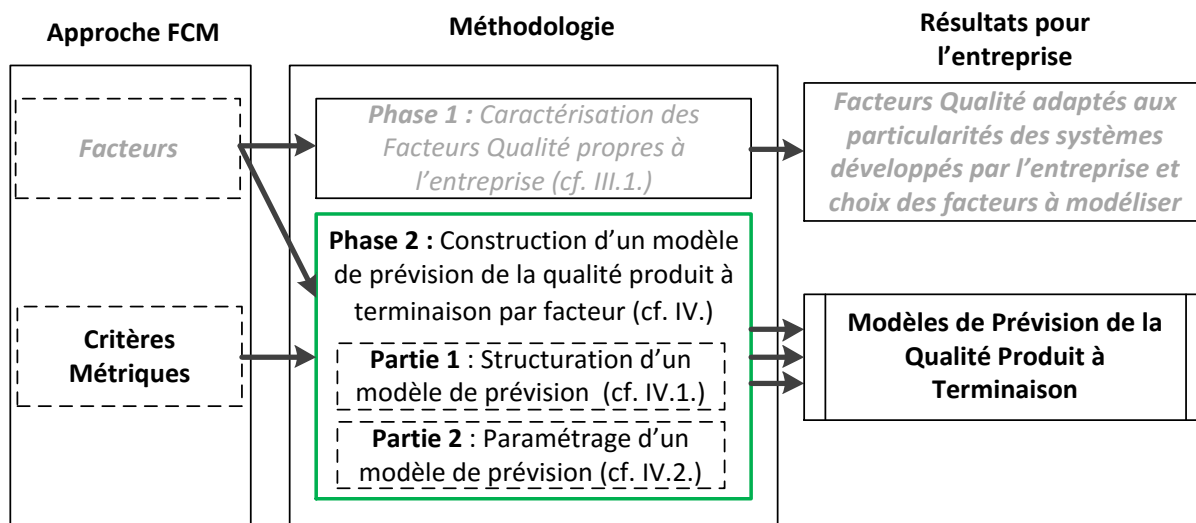 Approche FCM
Méthodologie
Résultats pour
l’entreprise
Facteurs
Phase 1 : Caractérisation des
Facteurs Qualité propres à
l’entreprise (cf. III.1.)
Facteurs Qualité adaptés aux
particularités des systèmes
développés par l’entreprise et
choix des facteurs à modéliser
Critères
Métriques
Phase 2 : Construction d’un modèle
de prévision de la qualité produit à
terminaison par facteur (cf. IV.)
Partie 1 : Structuration d’un
modèle de prévision  (cf. IV.1.)
Partie 2 : Paramétrage d’un
modèle de prévision (cf. IV.2.)
Modèles de Prévision de la
Qualité Produit à
Terminaison